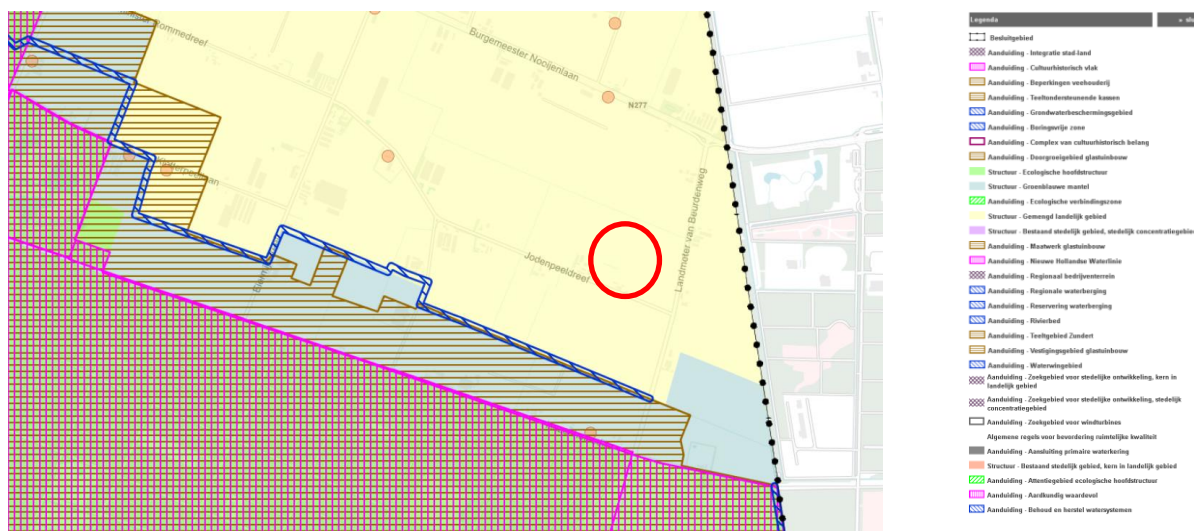 Burgemeester Nooijenlaan
N277
Jodenpeeldreef
Landmeter van Beurdenweg
Legenda
Besluitgebied
Aanduiding - Integratie stad-land
Aanduiding - Cultuurhistorisch vlak
Aanduiding - Beperkingen veehouderij
Aanduiding - Teeltondersteunende kassen
Aanduiding - Grondwaterbeschermingsgebied
Aanduiding - Boringsvrije zone
Aanduiding - Complex van cultuurhistorisch belang
Aanduiding - Doorgroeigebied glastuinbouw
Structuur - Ecologische hoofdstructuur
Structuur - Groenblauwe mantel
Aanduiding - Ecologische verbindingszone
Structuur - Gemengd landelijk gebied
Structuur - Bestaand stedelijk gebied, stedelijk concentratiegebied
Aanduiding - Maatwerk glastuinbouw
Aanduiding - Nieuwe Hollandse Waterlinie
Aanduiding - Regionaal bedrijventerrein
Aanduiding - Regionale waterberging
Aanduiding - Reservering waterberging
Aanduiding - Rivierbed
Aanduiding - Teeltgebied Zundert
Aanduiding - Vestigingsgebied glastuinbouw
Aanduiding - Waterwingebied
Aanduiding - Zoekgebied voor stedelijke ontwikkeling, kern in
landelijk gebied
Aanduiding - Zoekgebied voor stedelijke ontwikkeling, stedelijk
concentratiegebied
Aanduiding - Zoekgebied voor windturbines
Algemene regels voor bevordering ruimtelijke kwaliteit
Aanduiding - Aansluiting primaire waterkering
Structuur - Bestaand stedelijk gebied, kern in landelijk gebied
Aanduiding - Attentiegebied ecologische hoofdstructuur
Aanduiding - Aardkundig waardevol
Aanduiding - Behoud en herstel watersystemen